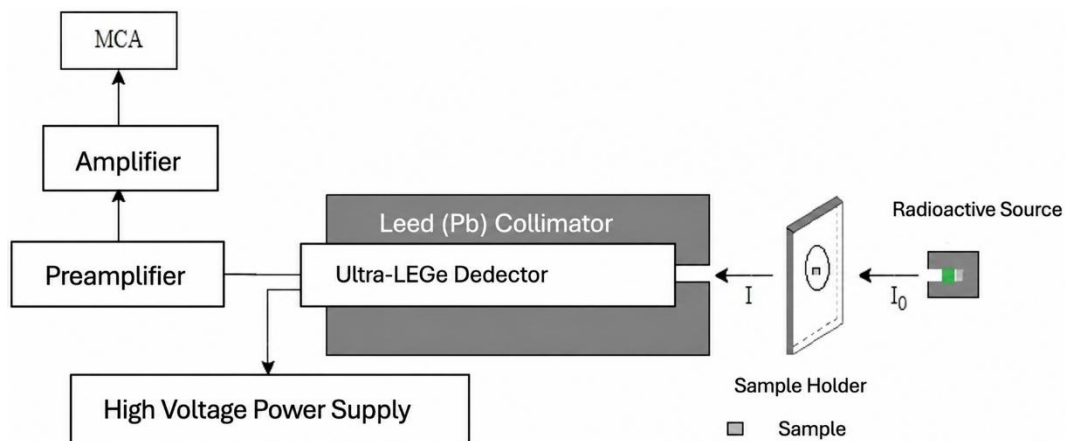 MCA
Amplifier
Preamplifier
Leed (Pb) Collimator
Ultra-LEGe Dedector
High Voltage Power Supply
I
I₀
Radioactive Source
Sample Holder
Sample